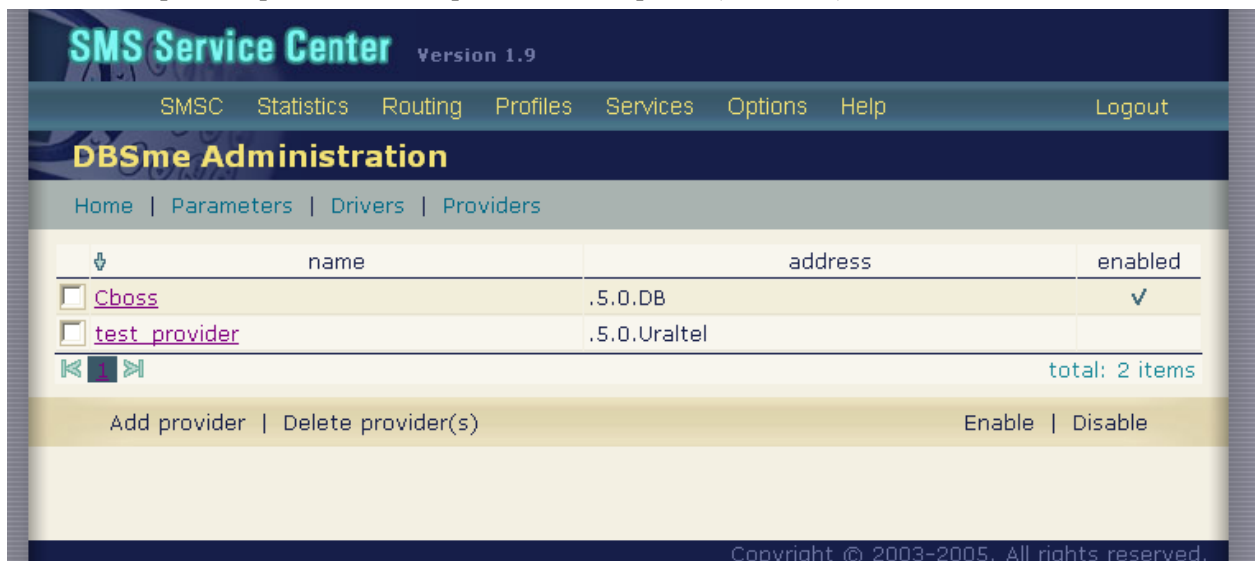 SMS Service Center Version 1.9
SMSC Statistics Routing Profiles Services Options Help Logout
DBSme Administration
Home | Parameters | Drivers | Providers
name address enabled
Cboss .5.0.DB
test_provider .5.0.Uraltel
1 total: 2 items
Add provider | Delete provider(s) Enable | Disable
Copyright © 2003-2005. All rights reserved.